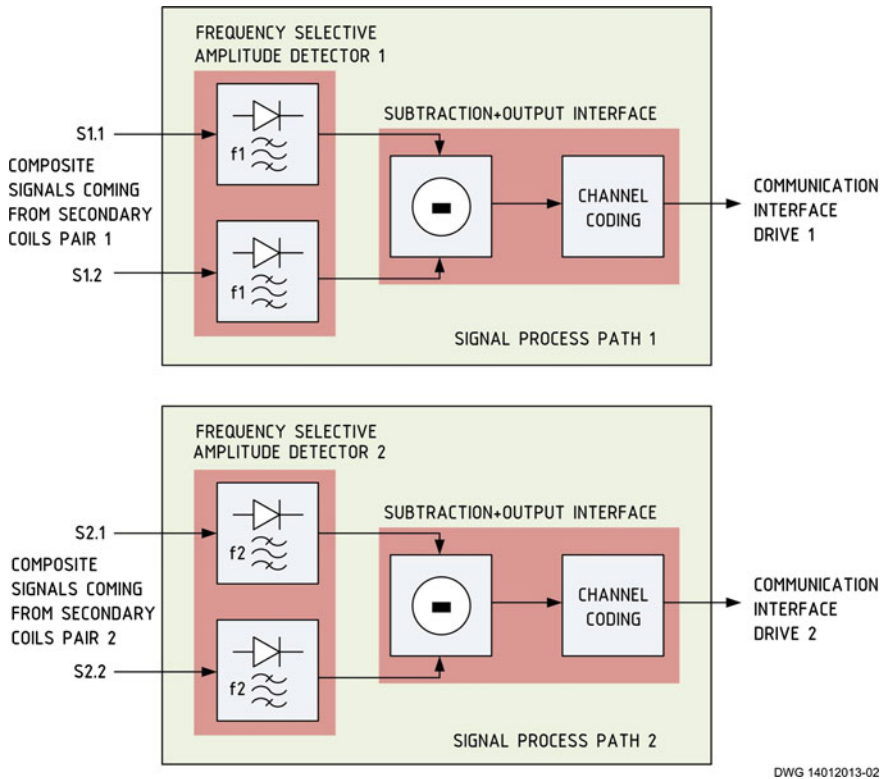 FREQUENCY SELECTIVE
AMPLITUDE DETECTOR 1
S1.1
f1
COMPOSITE
SIGNALS COMING
FROM SECONDARY
COILS PAIR 1
S1.2
f1
SUBTRACTION+OUTPUT INTERFACE
CHANNEL
CODING
COMMUNICATION
INTERFACE
DRIVE 1
SIGNAL PROCESS PATH 1
FREQUENCY SELECTIVE
AMPLITUDE DETECTOR 2
S2.1
f2
COMPOSITE
SIGNALS COMING
FROM SECONDARY
COILS PAIR 2
S2.2
f2
SUBTRACTION+OUTPUT INTERFACE
CHANNEL
CODING
COMMUNICATION
INTERFACE
DRIVE 2
SIGNAL PROCESS PATH 2
DWG 14012013-02